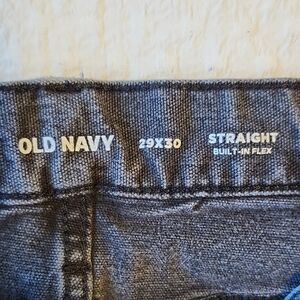 OLD NAVY
29X30
STRAIGHT
BUILT-IN FLEX